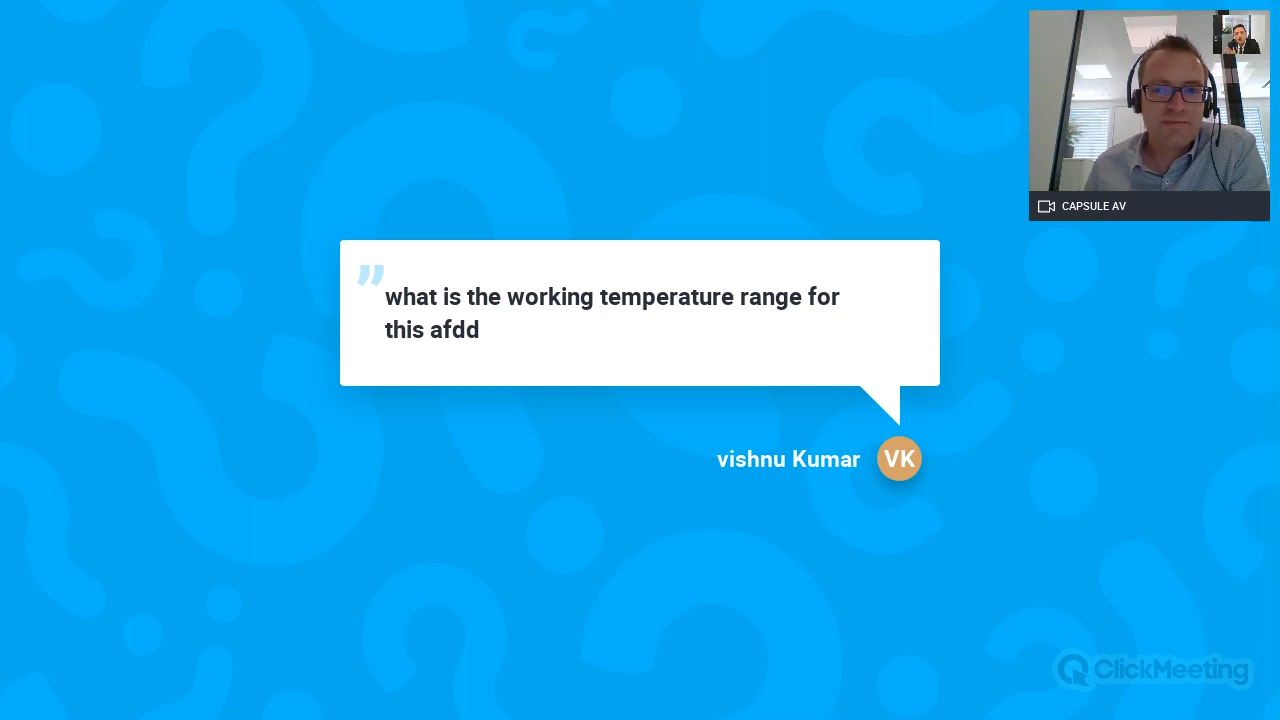 CAPSULE AV
”
what is the working temperature range for
this afdd
vishnu Kumar
VK
ClickMeeting